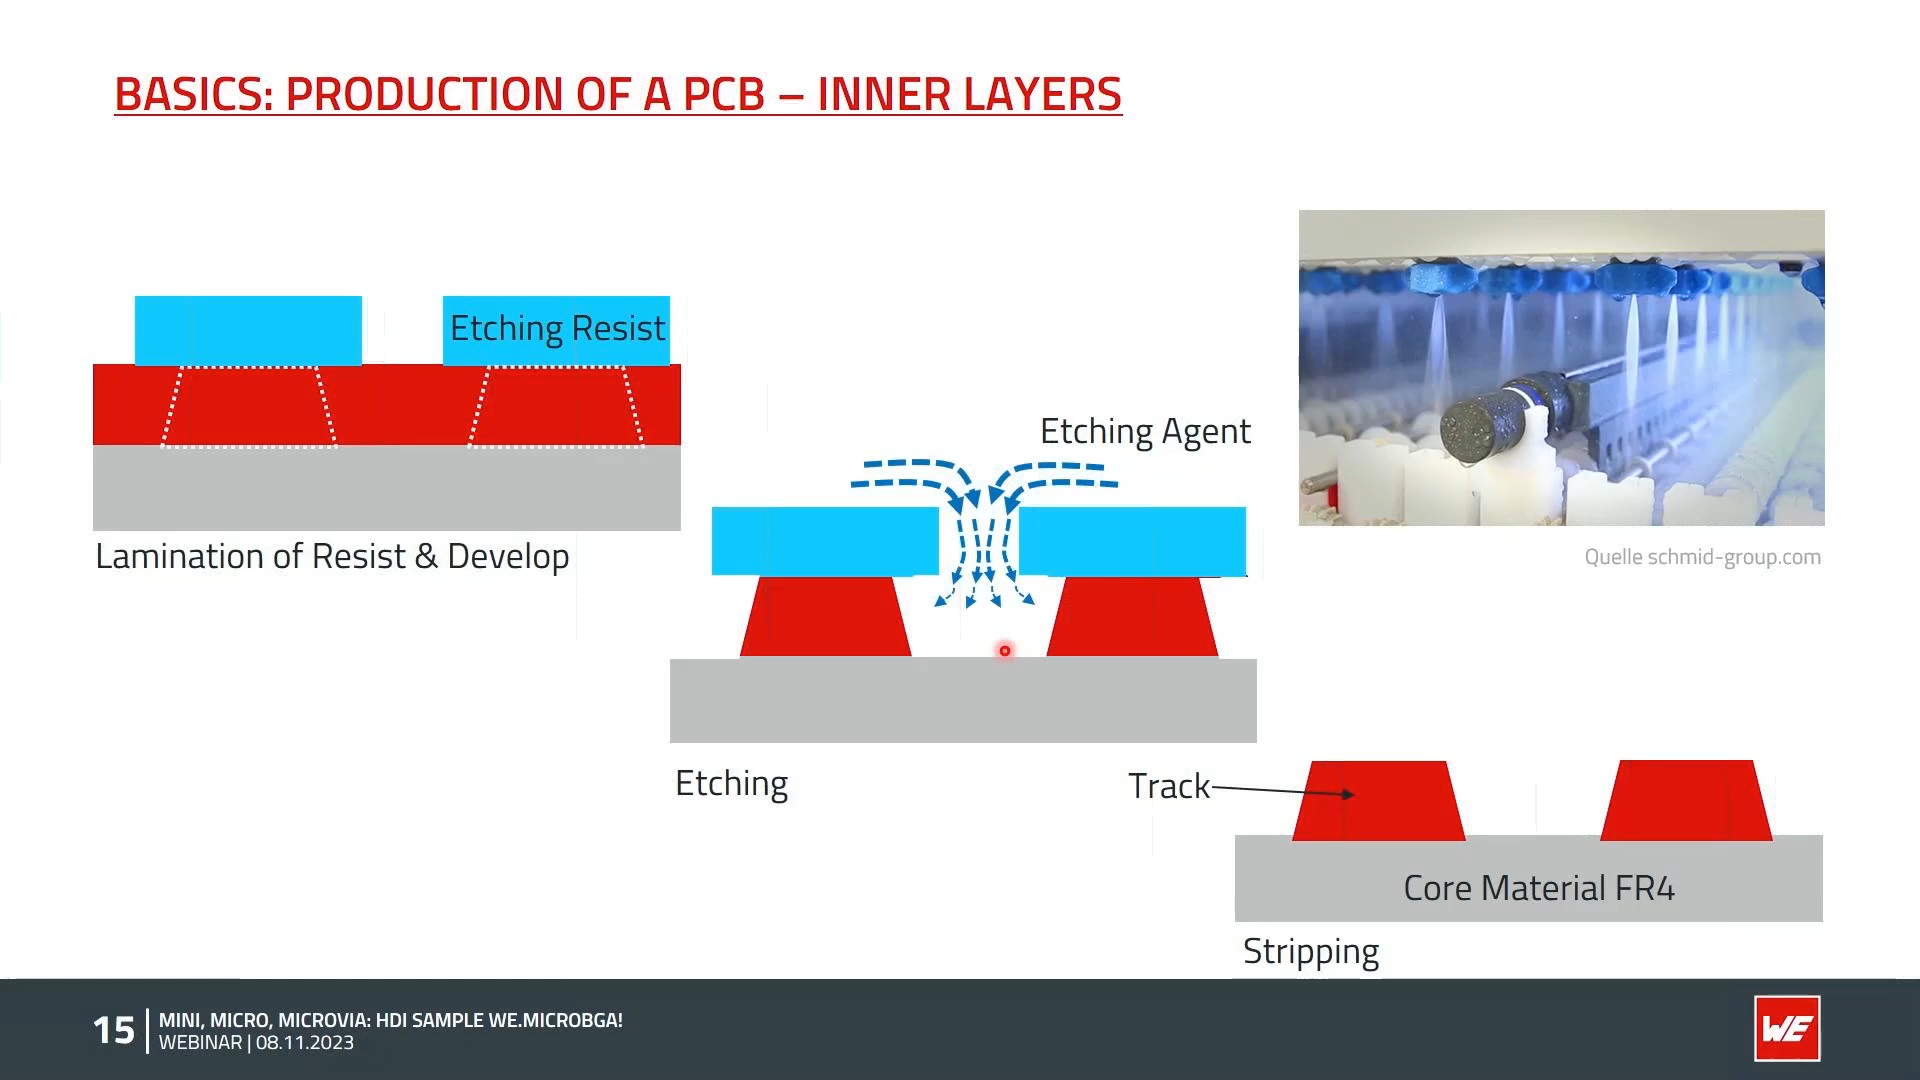 BASICS: PRODUCTION OF A PCB – INNER LAYERS
Etching Resist
Lamination of Resist & Develop
Etching Agent
Quelle schmid-group.com
Etching
Track
Core Material FR4
Stripping
15
MINI, MICRO, MICROVIA: HDI SAMPLE WE.MICROBGA!
WEBINAR | 08.11.2023
WE